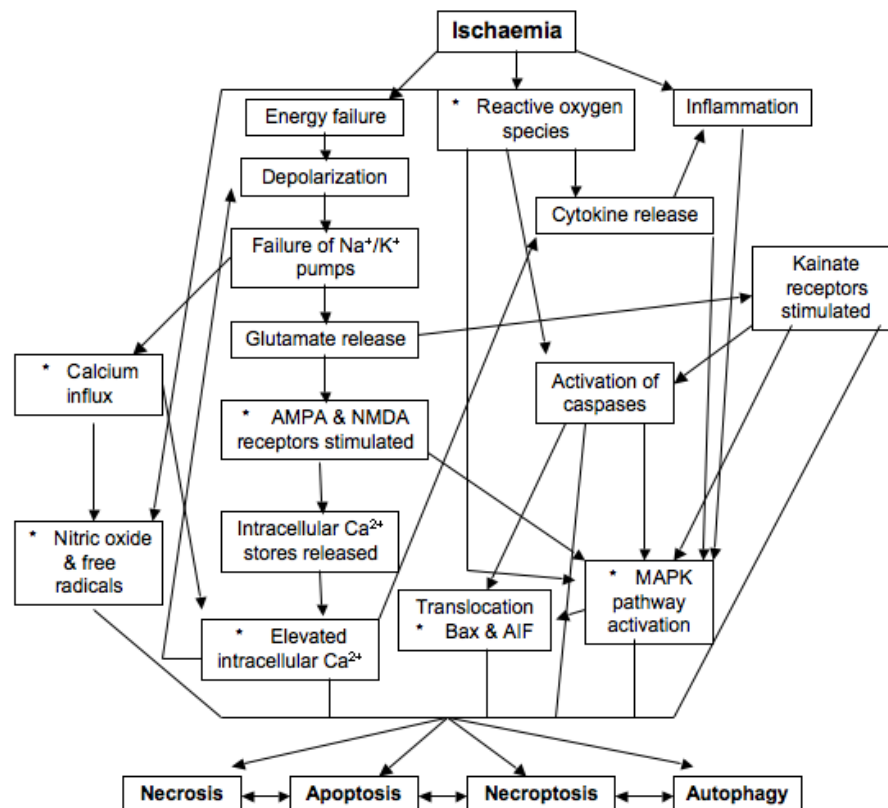 Ischaemia
Energy failure
* Reactive oxygen
species
Inflammation
Depolarization
Cytokine release
Failure of Na⁺/K⁺
pumps
Kainate
receptors
stimulated
Glutamate release
* Calcium
influx
Activation of
caspases
* AMPA & NMDA
receptors stimulated
* Nitric oxide
& free
radicals
Intracellular Ca²⁺
stores released
* MAPK
pathway
activation
Translocation
* Bax & AIF
* Elevated
intracellular Ca²⁺
Necrosis
Apoptosis
Necroptosis
Autophagy